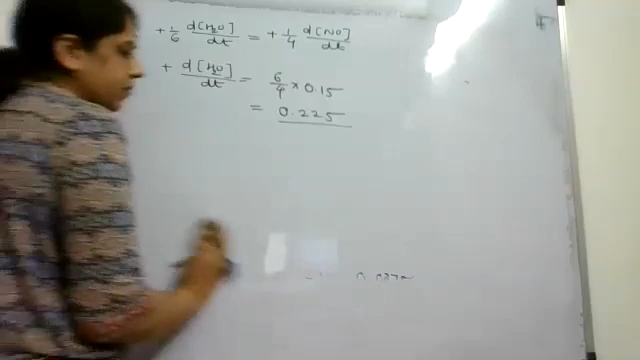 + 1/6 d[H2O]/dt = + 1/4 d[NO]/dt
+ d[H2O]/dt = 6/4 × 0.15
= 0.225